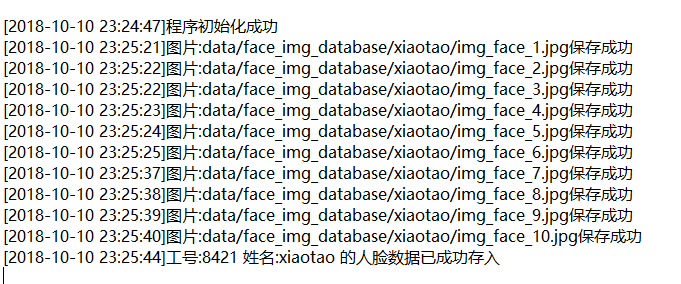 [2018-10-10 23:24:47]程序初始化成功
[2018-10-10 23:25:21]图片:data/face_img_database/xiaotao/img_face_1.jpg保存成功
[2018-10-10 23:25:22]图片:data/face_img_database/xiaotao/img_face_2.jpg保存成功
[2018-10-10 23:25:22]图片:data/face_img_database/xiaotao/img_face_3.jpg保存成功
[2018-10-10 23:25:23]图片:data/face_img_database/xiaotao/img_face_4.jpg保存成功
[2018-10-10 23:25:24]图片:data/face_img_database/xiaotao/img_face_5.jpg保存成功
[2018-10-10 23:25:25]图片:data/face_img_database/xiaotao/img_face_6.jpg保存成功
[2018-10-10 23:25:37]图片:data/face_img_database/xiaotao/img_face_7.jpg保存成功
[2018-10-10 23:25:38]图片:data/face_img_database/xiaotao/img_face_8.jpg保存成功
[2018-10-10 23:25:39]图片:data/face_img_database/xiaotao/img_face_9.jpg保存成功
[2018-10-10 23:25:40]图片:data/face_img_database/xiaotao/img_face_10.jpg保存成功
[2018-10-10 23:25:44]工号:8421 姓名:xiaotao 的人脸数据已成功存入